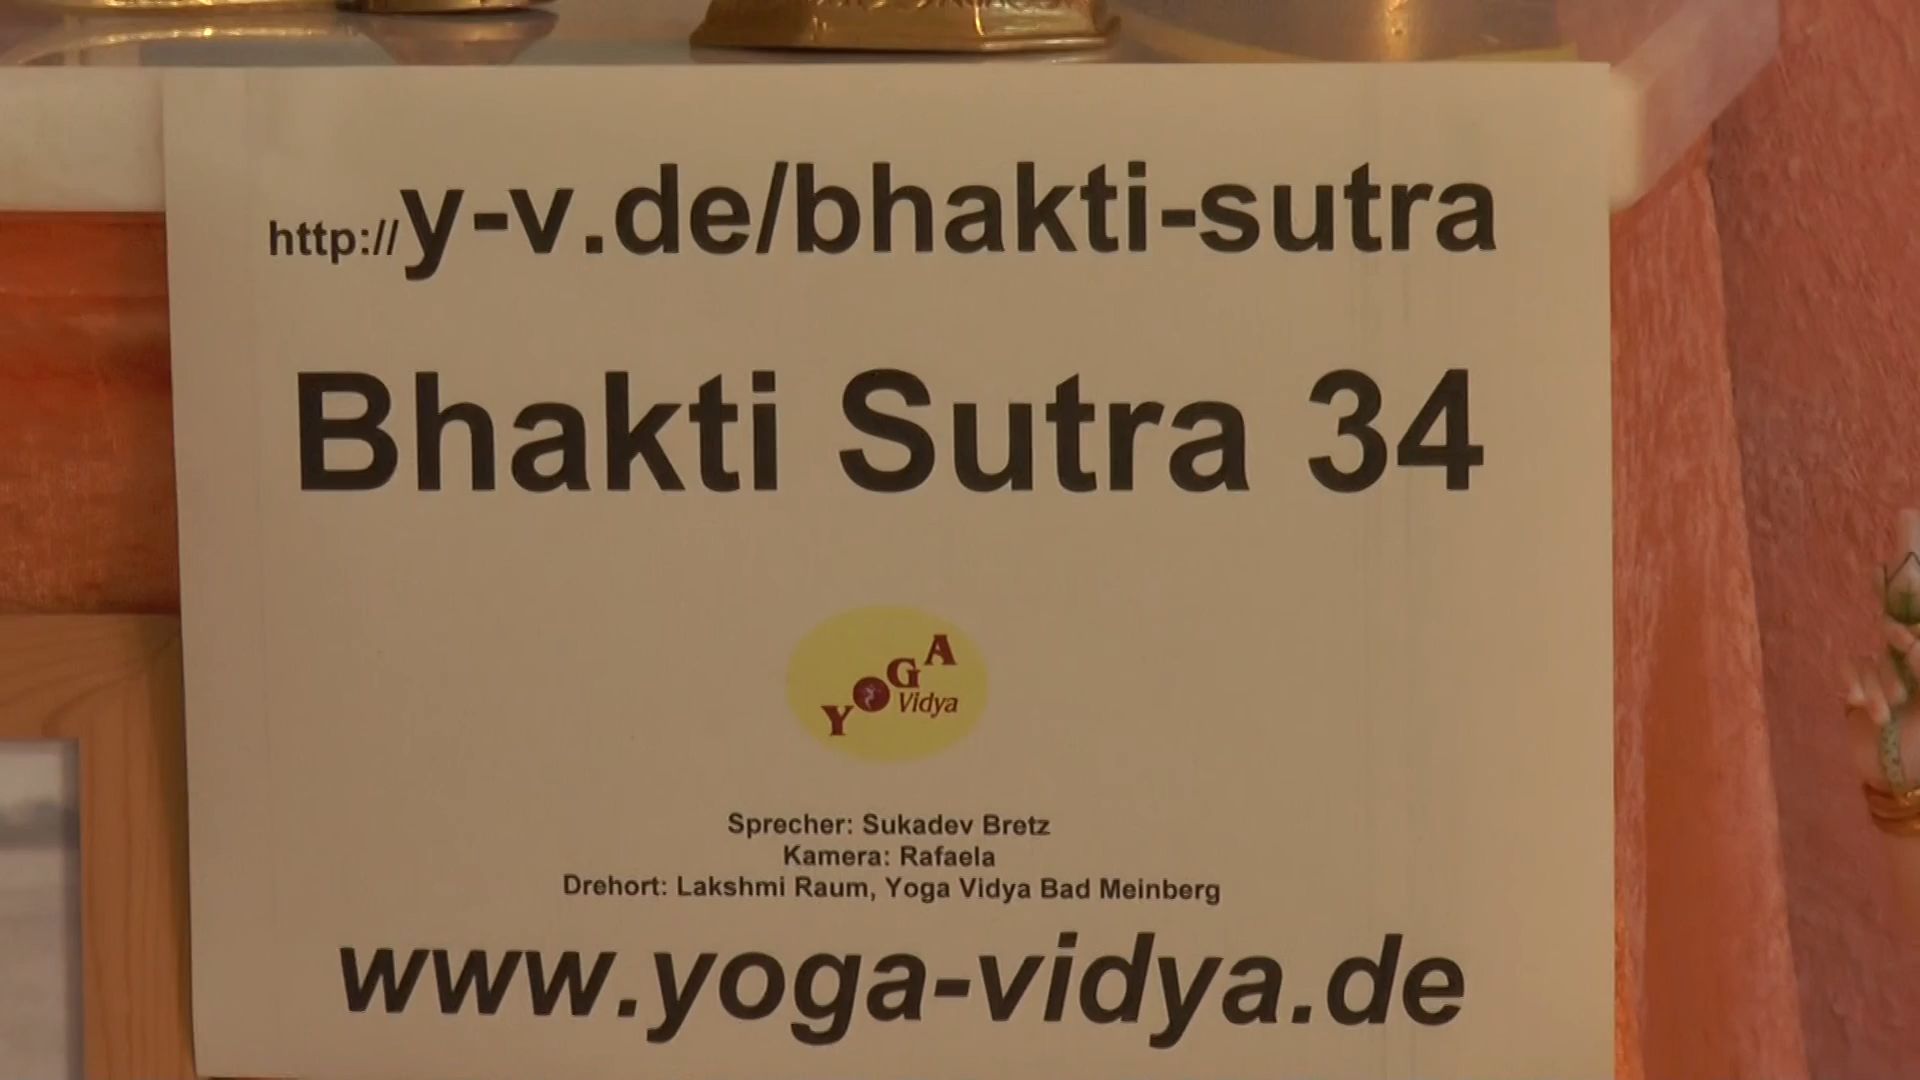 http://y-v.de/bhakti-sutra
Bhakti Sutra 34
YOGA
Vidya
Sprecher: Sukadev Bretz
Kamera: Rafaela
Drehort: Lakshmi Raum, Yoga Vidya Bad Meinberg
www.yoga-vidya.de